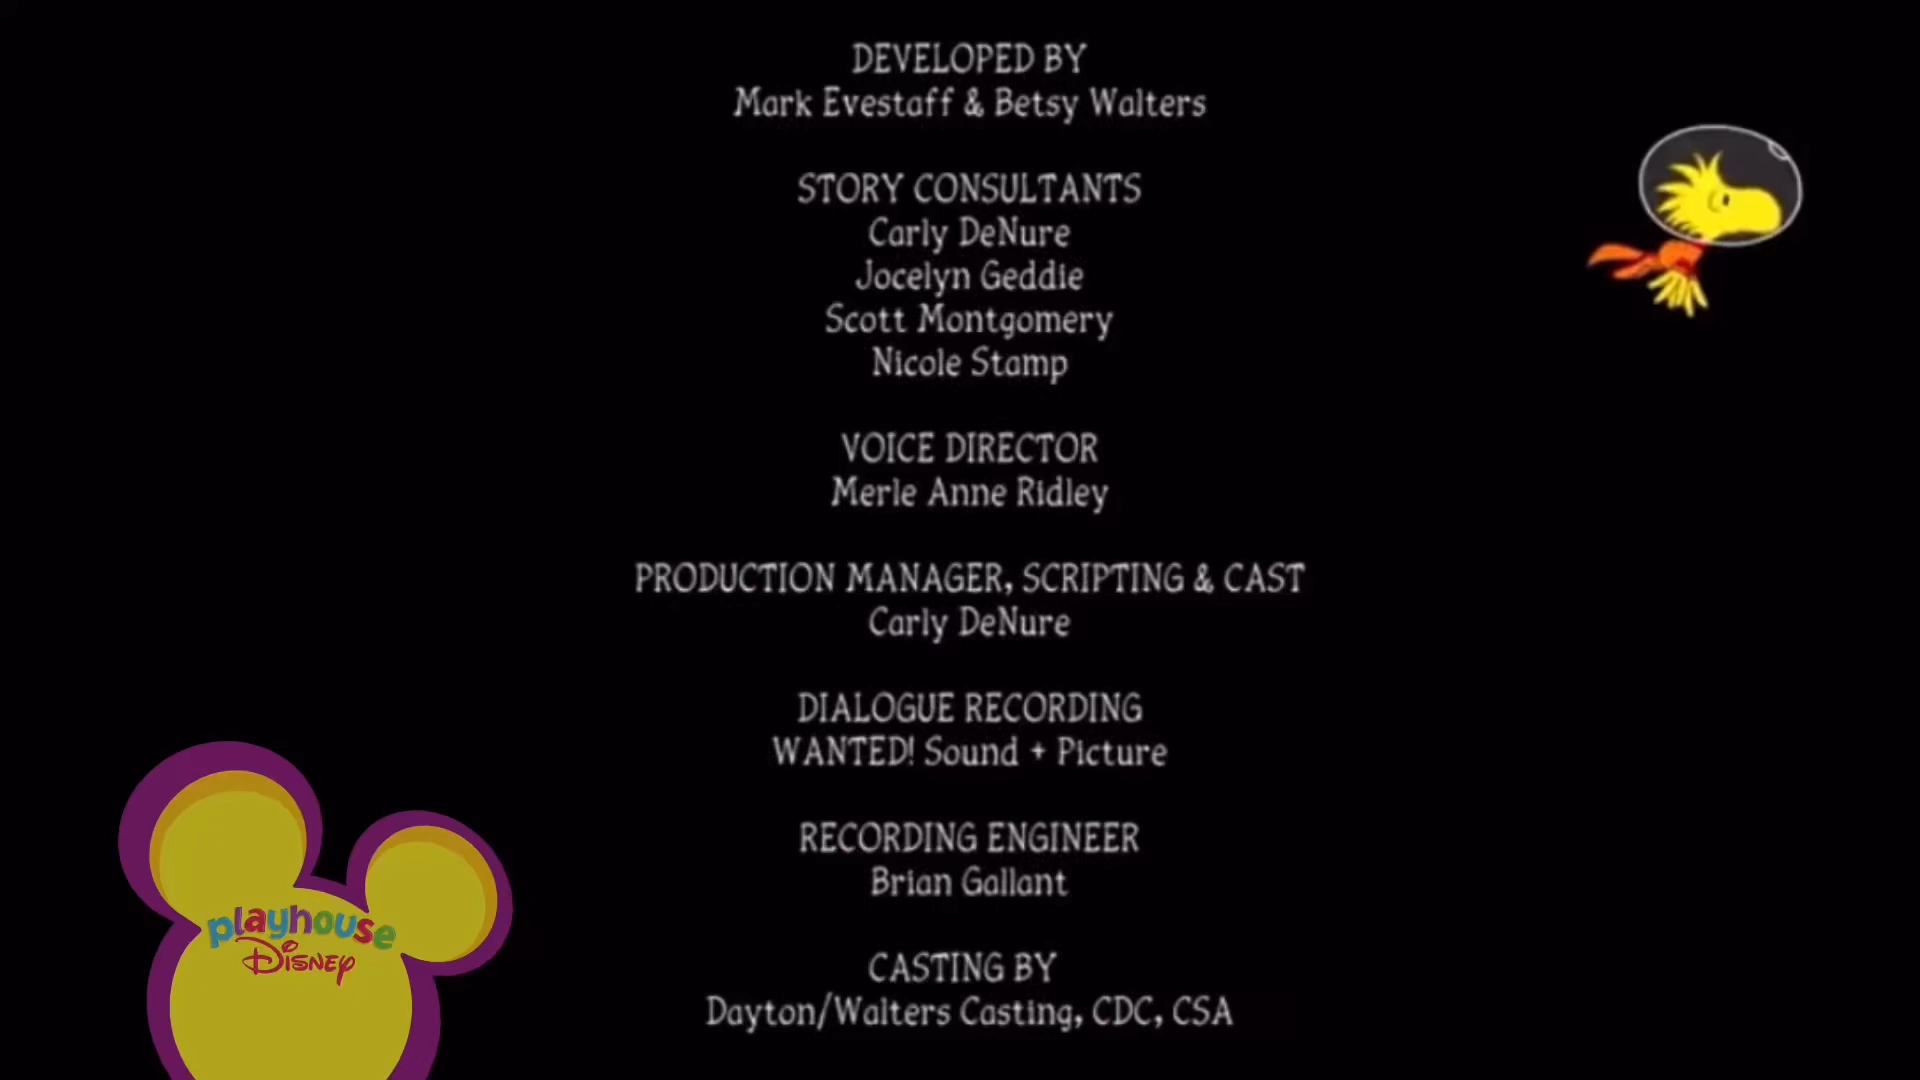 DEVELOPED BY
Mark Evestaff & Betsy Walters
STORY CONSULTANTS
Carly DeNure
Jocelyn Geddie
Scott Montgomery
Nicole Stamp
VOICE DIRECTOR
Merle Anne Ridley
PRODUCTION MANAGER, SCRIPTING & CAST
Carly DeNure
DIALOGUE RECORDING
WANTED! Sound + Picture
RECORDING ENGINEER
Brian Gallant
CASTING BY
Dayton/Walters Casting, CDC, CSA
playhouse
Disney